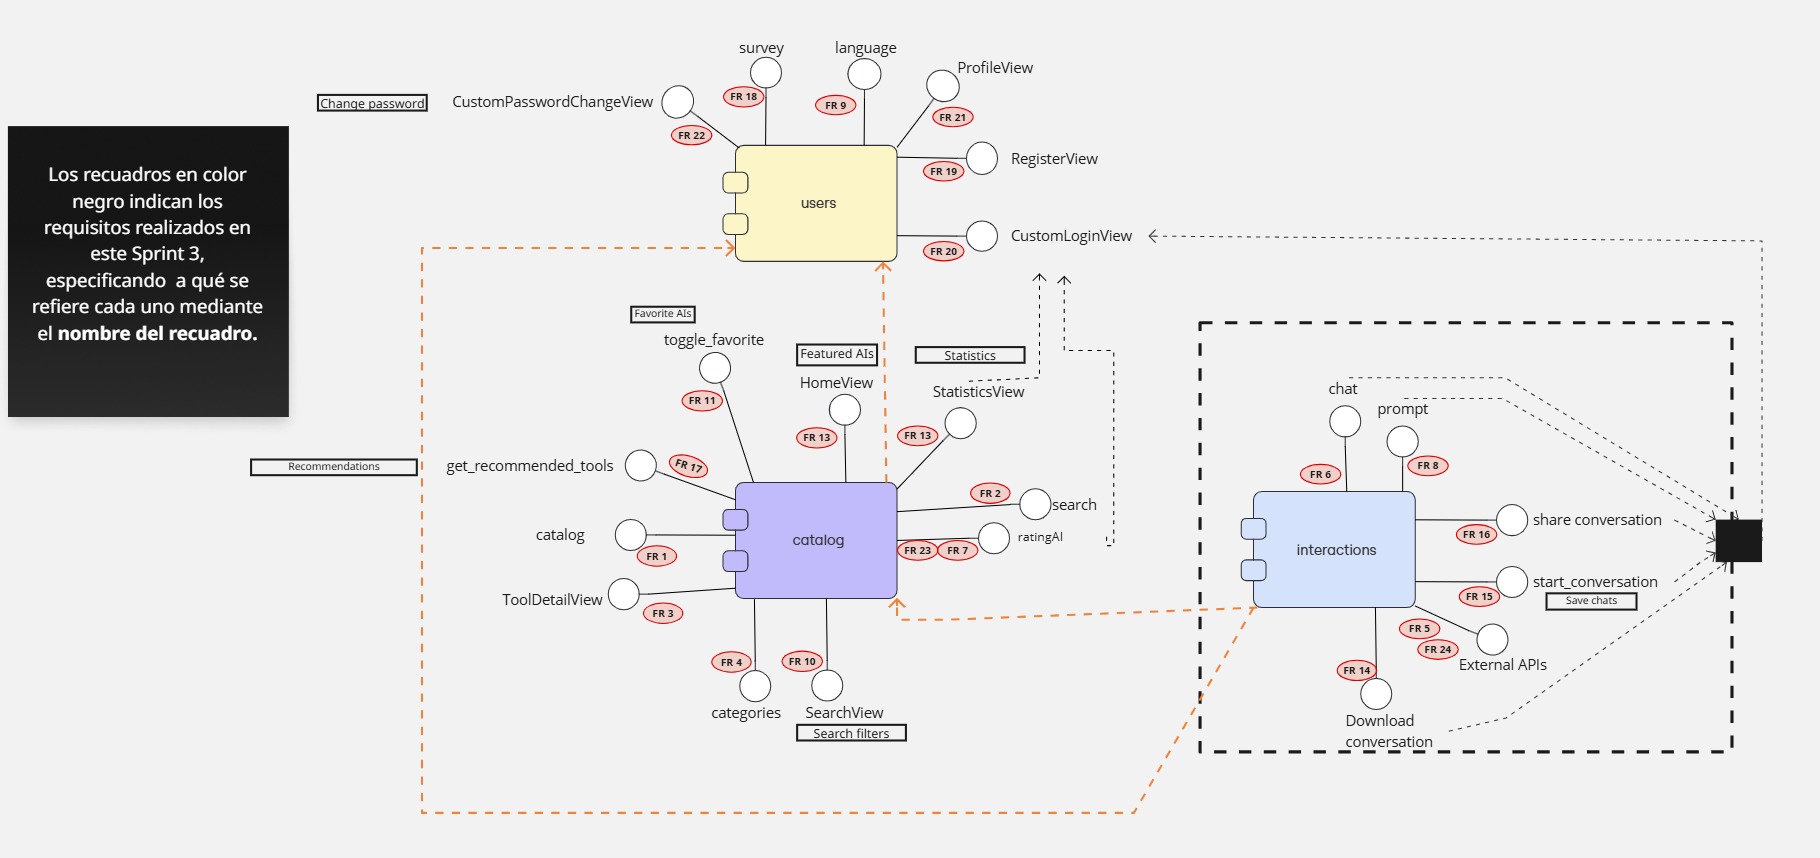 survey
language
ProfileView
Change password
CustomPasswordChangeView
FR 18
FR 9
FR 21
FR 22
Los recuadros en color
negro indican los
requisitos realizados en
este Sprint 3,
especificando  a qué se
refiere cada uno mediante
el nombre del recuadro.
RegisterView
FR 19
users
CustomLoginView
FR 20
Favorite AIs
toggle_favorite
Featured AIs
Statistics
HomeView
StatisticsView
FR 11
FR 13
FR 13
Recommendations
get_recommended_tools
FR 17
FR 2
search
catalog
FR 1
catalog
ratingAI
FR 23
FR 7
ToolDetailView
FR 3
FR 4
FR 10
categories
SearchView
Search filters
chat
prompt
FR 6
FR 8
share conversation
FR 16
interactions
start_conversation
FR 15
Save chats
FR 5
FR 24
External APIs
FR 14
Download
conversation